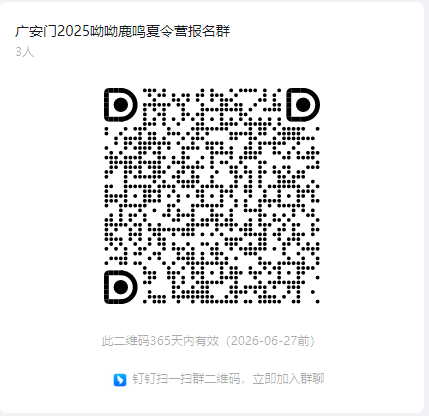 广安门2025呦呦鹿鸣夏令营报名群
3人
此二维码365天内有效（2026-06-27前）
钉钉扫一扫群二维码，立即加入群聊